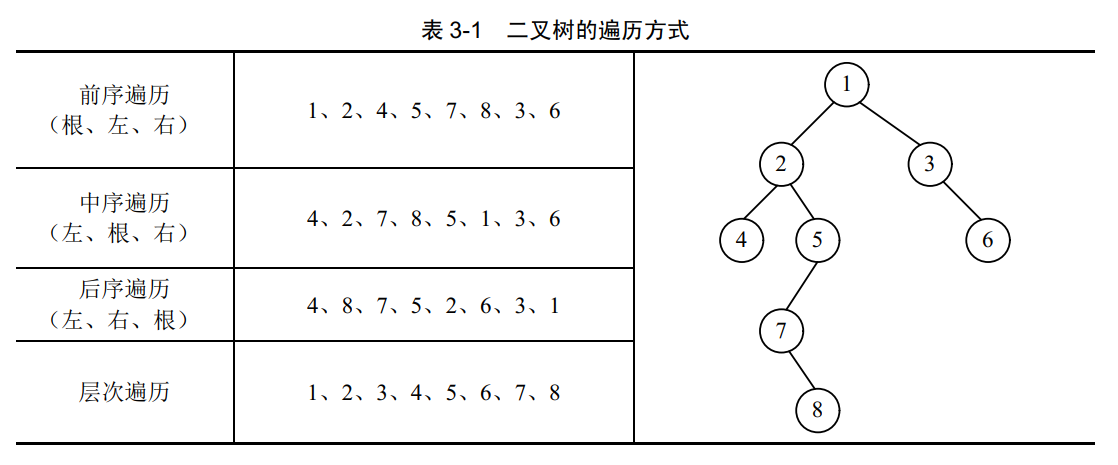 表 3-1 二叉树的遍历方式
前序遍历
（根、左、右）
1、2、4、5、7、8、3、6
中序遍历
（左、根、右）
4、2、7、8、5、1、3、6
后序遍历
（左、右、根）
4、8、7、5、2、6、3、1
层次遍历
1、2、3、4、5、6、7、8
1
2
3
4
5
6
7
8